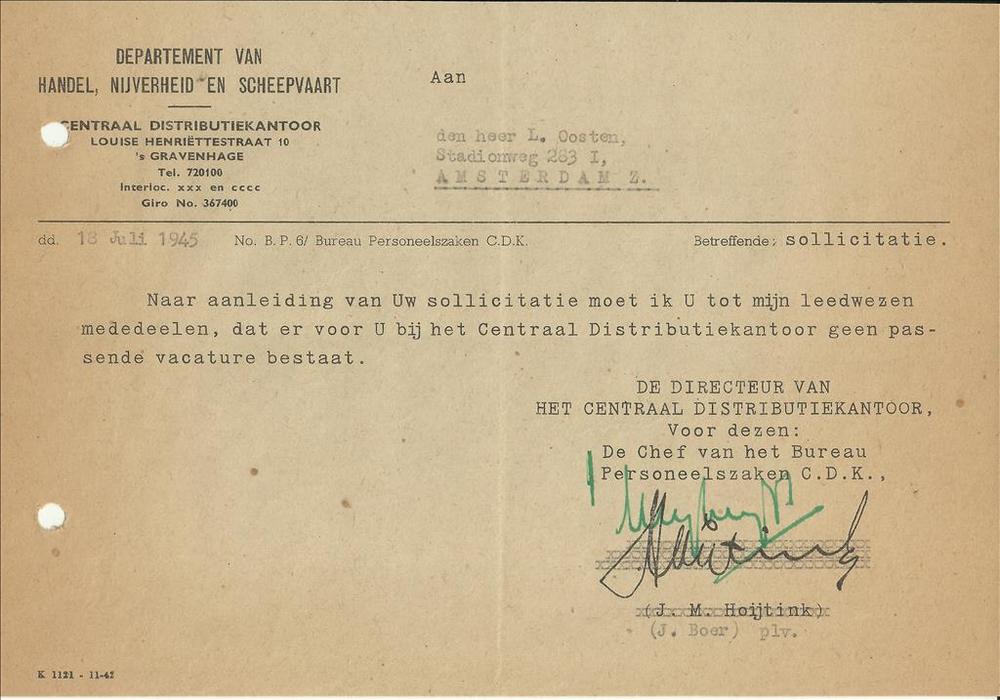 DEPARTEMENT VAN
HANDEL, NIJVERHEID EN SCHEEPVAART
CENTRAAL DISTRIBUTIEKANTOOR
LOUISE HENRIËTTESTRAAT 10
's GRAVENHAGE
Tel. 720100
Interloc. xxx en cccc
Giro No. 367400
Aan
den heer L. Oosten,
Stadionweg 283 I,
AMSTERDAM Z.
dd. 18 Juli 1945 No. B. P. 6/ Bureau Personeelszaken C.D.K. Betreffende: sollicitatie.
Naar aanleiding van Uw sollicitatie moet ik U tot mijn leedwezen
mededeelen, dat er voor U bij het Centraal Distributiekantoor geen pas-
sende vacature bestaat.
DE DIRECTEUR VAN
HET CENTRAAL DISTRIBUTIEKANTOOR,
Voor dezen:
De Chef van het Bureau
Personeelszaken C.D.K.,
(J. M. Hoijtink)
(J. Boer) plv.
K 1121 - 11-42